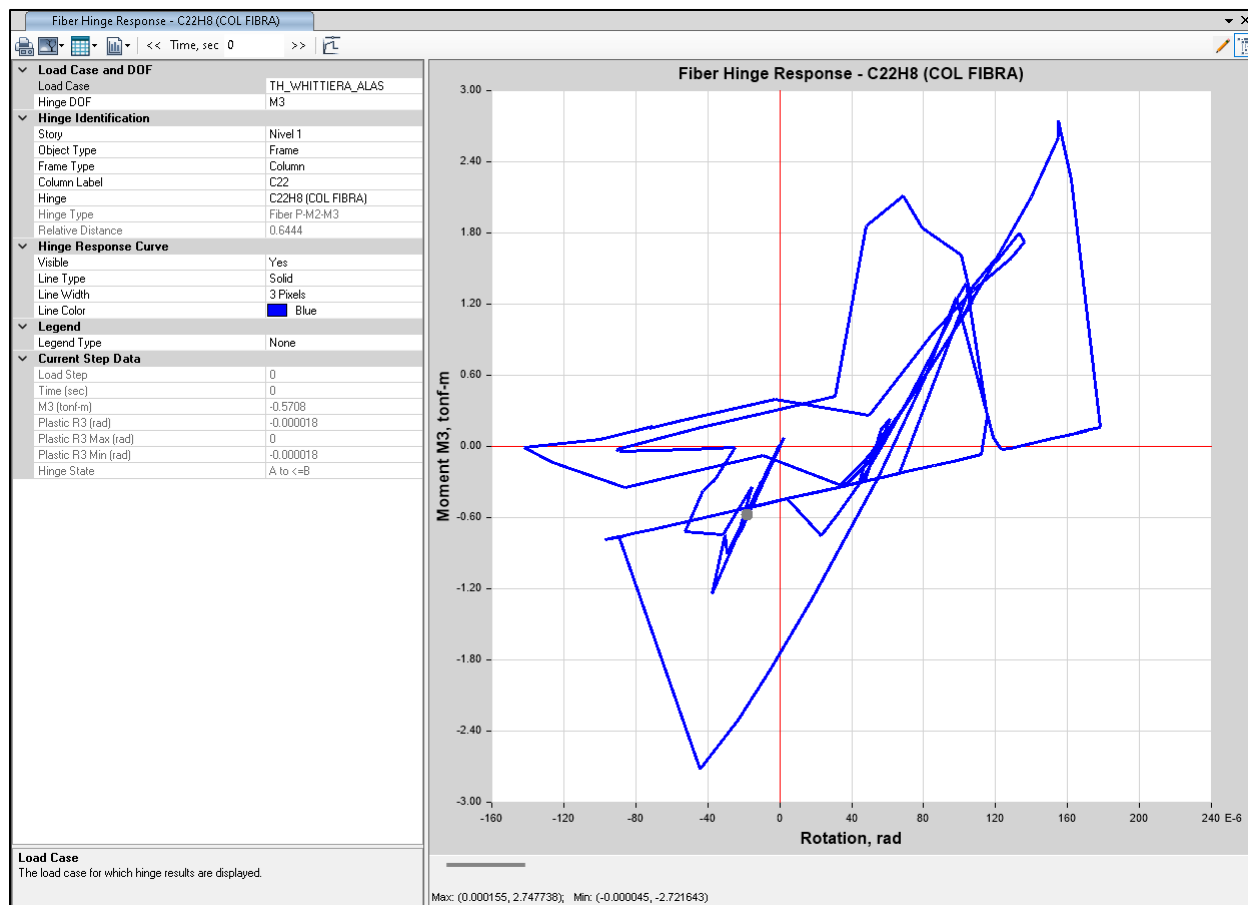 Fiber Hinge Response - C22H8 (COL FIBRA)
<< Time, sec 0 >>
Load Case and DOF
Load Case TH_WHITTIERA_ALAS
Hinge DOF M3
Hinge Identification
Story Nivel 1
Object Type Frame
Frame Type Column
Column Label C22
Hinge C22H8 (COL FIBRA)
Hinge Type Fiber P-M2-M3
Relative Distance 0.6444
Hinge Response Curve
Visible Yes
Line Type Solid
Line Width 3 Pixels
Line Color Blue
Legend
Legend Type None
Current Step Data
Load Step 0
Time (sec) 0
M3 (tonf-m) -0.5708
Plastic R3 (rad) -0.000018
Plastic R3 Max (rad) 0
Plastic R3 Min (rad) -0.000018
Hinge State A to <=B
Load Case
The load case for which hinge results are displayed.
Fiber Hinge Response - C22H8 (COL FIBRA)
3.00
2.40
1.80
1.20
0.60
0.00
-0.60
-1.20
-1.80
-2.40
-3.00
Moment M3, tonf-m
-160 -120 -80 -40 0 40 80 120 160 200 240 E-6
Rotation, rad
Max: (0.000155, 2.747738); Min: (-0.000045, -2.721643)